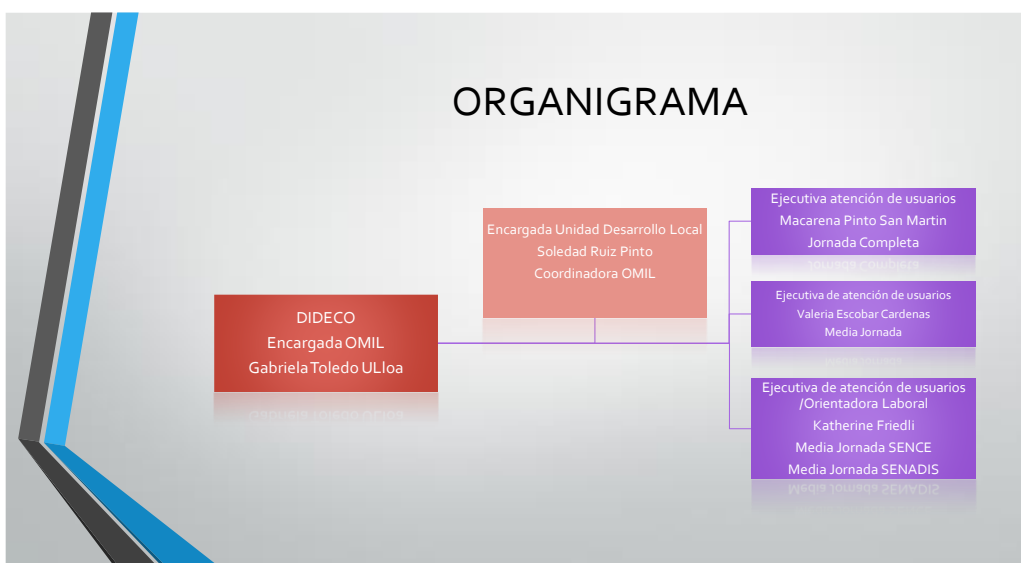 ORGANIGRAMA
DIDECO
Encargada OMIL
Gabriela Toledo ULloa
Encargada Unidad Desarrollo Local
Soledad Ruiz Pinto
Coordinadora OMIL
Ejecutiva atención de usuarios
Macarena Pinto San Martin
Jornada Completa
Ejecutiva de atención de usuarios
Valeria Escobar Cardenas
Media Jornada
Ejecutiva de atención de usuarios
/Orientadora Laboral
Katherine Friedli
Media Jornada SENCE
Media Jornada SENADIS